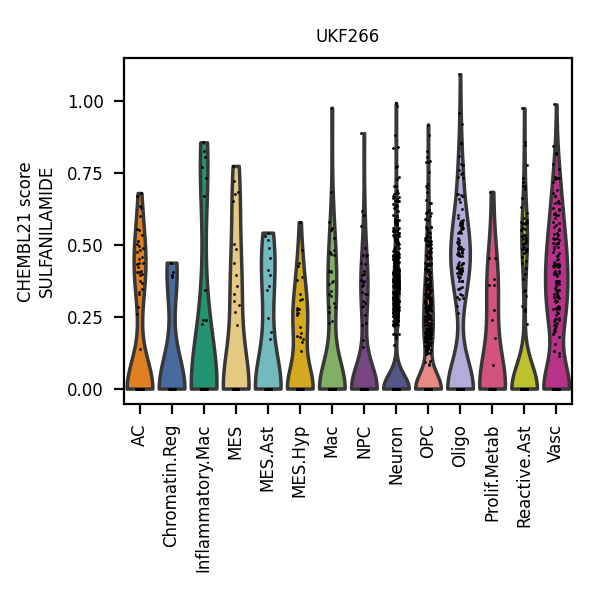 UKF266
CHEMBL21 score
SULFANILAMIDE
1.00
0.75
0.50
0.25
0.00
AC
Chromatin.Reg
Inflammatory.Mac
MES
MES.Ast
MES.Hyp
Mac
NPC
Neuron
OPC
Oligo
Prolif.Metab
Reactive.Ast
Vasc